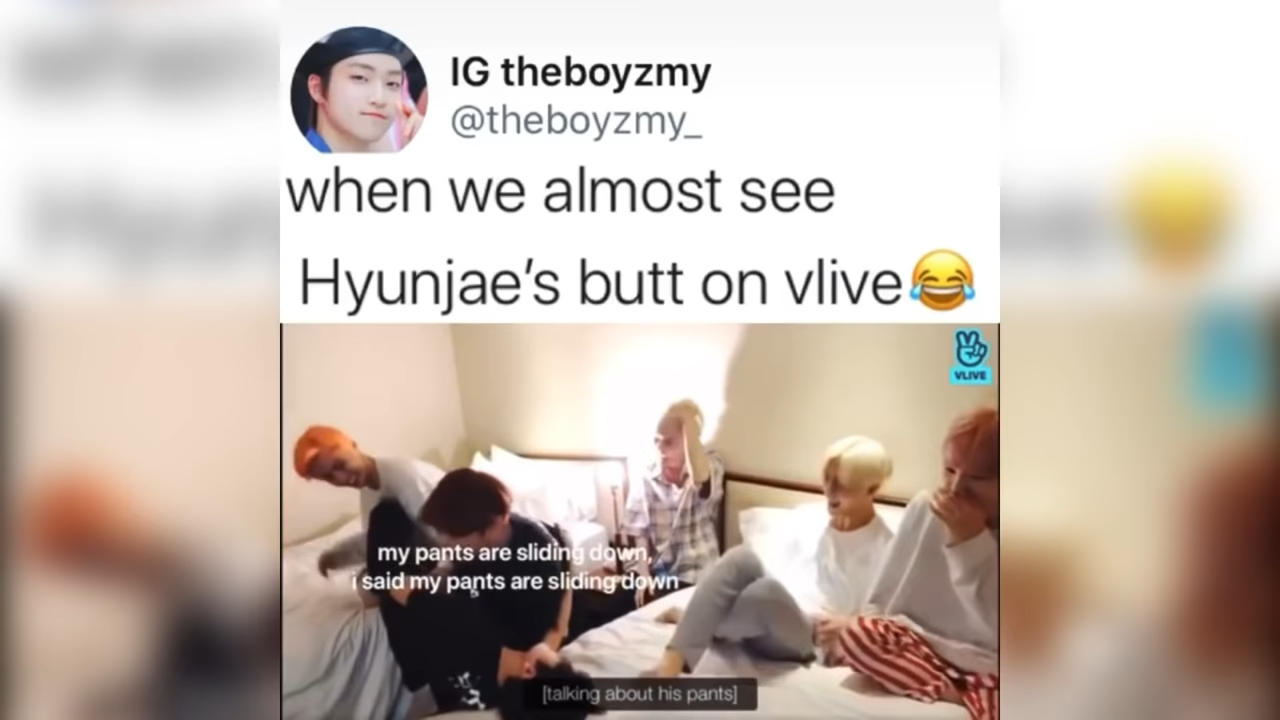 IG theboyzmy
@theboyzmy_
when we almost see
Hyunjae's butt on vlive😂
VLIVE
my pants are sliding down,
i said my pants are sliding down
[talking about his pants]